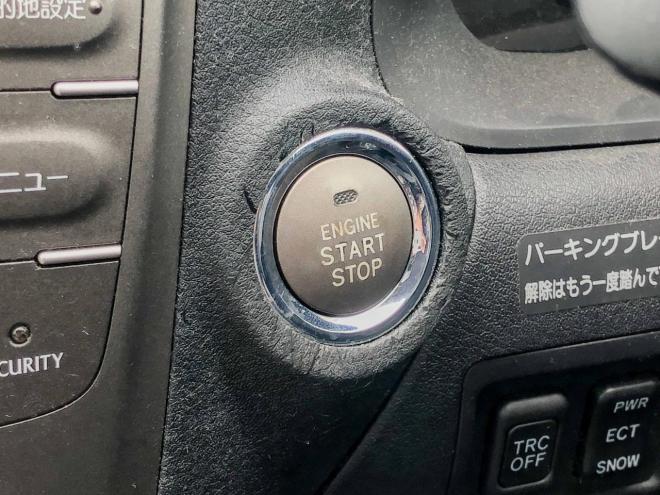 的地設定
ニュー
CURITY
ENGINE
START
STOP
パーキングブレー
解除はもう一度踏んで
TRC
OFF
PWR
ECT
SNOW